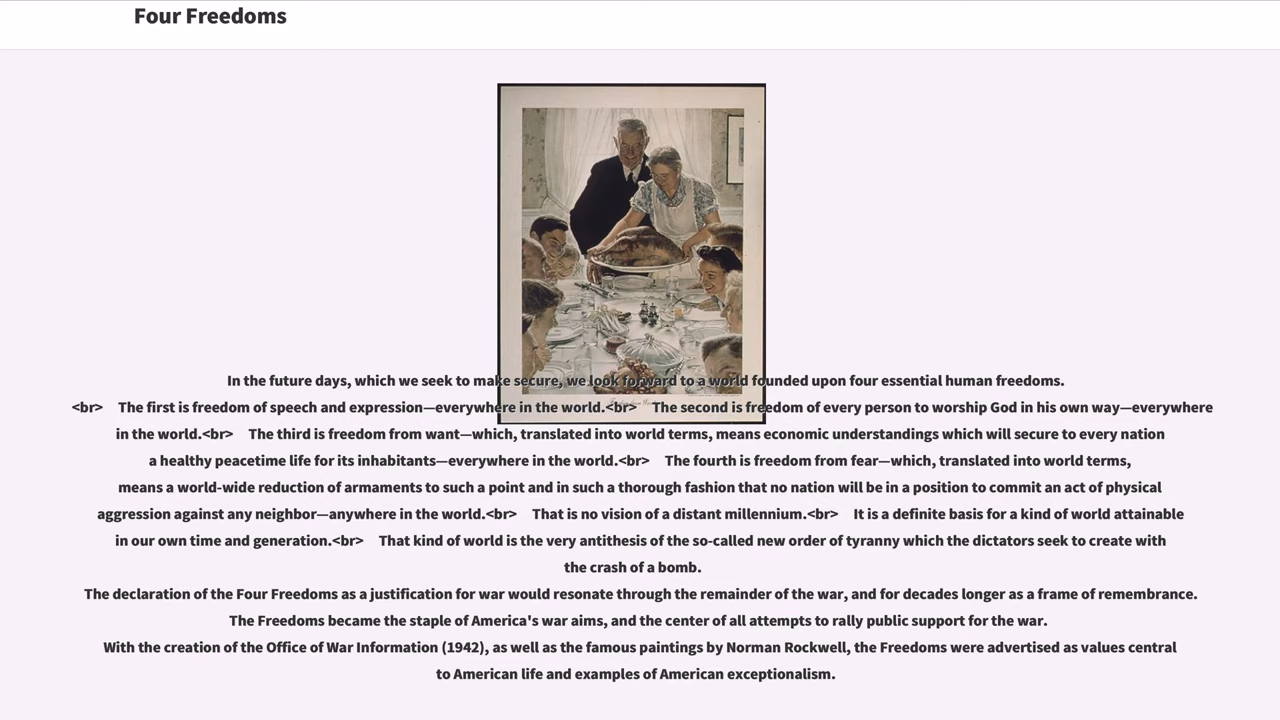 Four Freedoms
In the future days, which we seek to make secure, we look forward to a world founded upon four essential human freedoms.
<br> The first is freedom of speech and expression—everywhere in the world.<br> The second is freedom of every person to worship God in his own way—everywhere
in the world.<br> The third is freedom from want—which, translated into world terms, means economic understandings which will secure to every nation
a healthy peacetime life for its inhabitants—everywhere in the world.<br> The fourth is freedom from fear—which, translated into world terms,
means a world-wide reduction of armaments to such a point and in such a thorough fashion that no nation will be in a position to commit an act of physical
aggression against any neighbor—anywhere in the world.<br> That is no vision of a distant millennium.<br> It is a definite basis for a kind of world attainable
in our own time and generation.<br> That kind of world is the very antithesis of the so-called new order of tyranny which the dictators seek to create with
the crash of a bomb.
The declaration of the Four Freedoms as a justification for war would resonate through the remainder of the war, and for decades longer as a frame of remembrance.
The Freedoms became the staple of America's war aims, and the center of all attempts to rally public support for the war.
With the creation of the Office of War Information (1942), as well as the famous paintings by Norman Rockwell, the Freedoms were advertised as values central
to American life and examples of American exceptionalism.